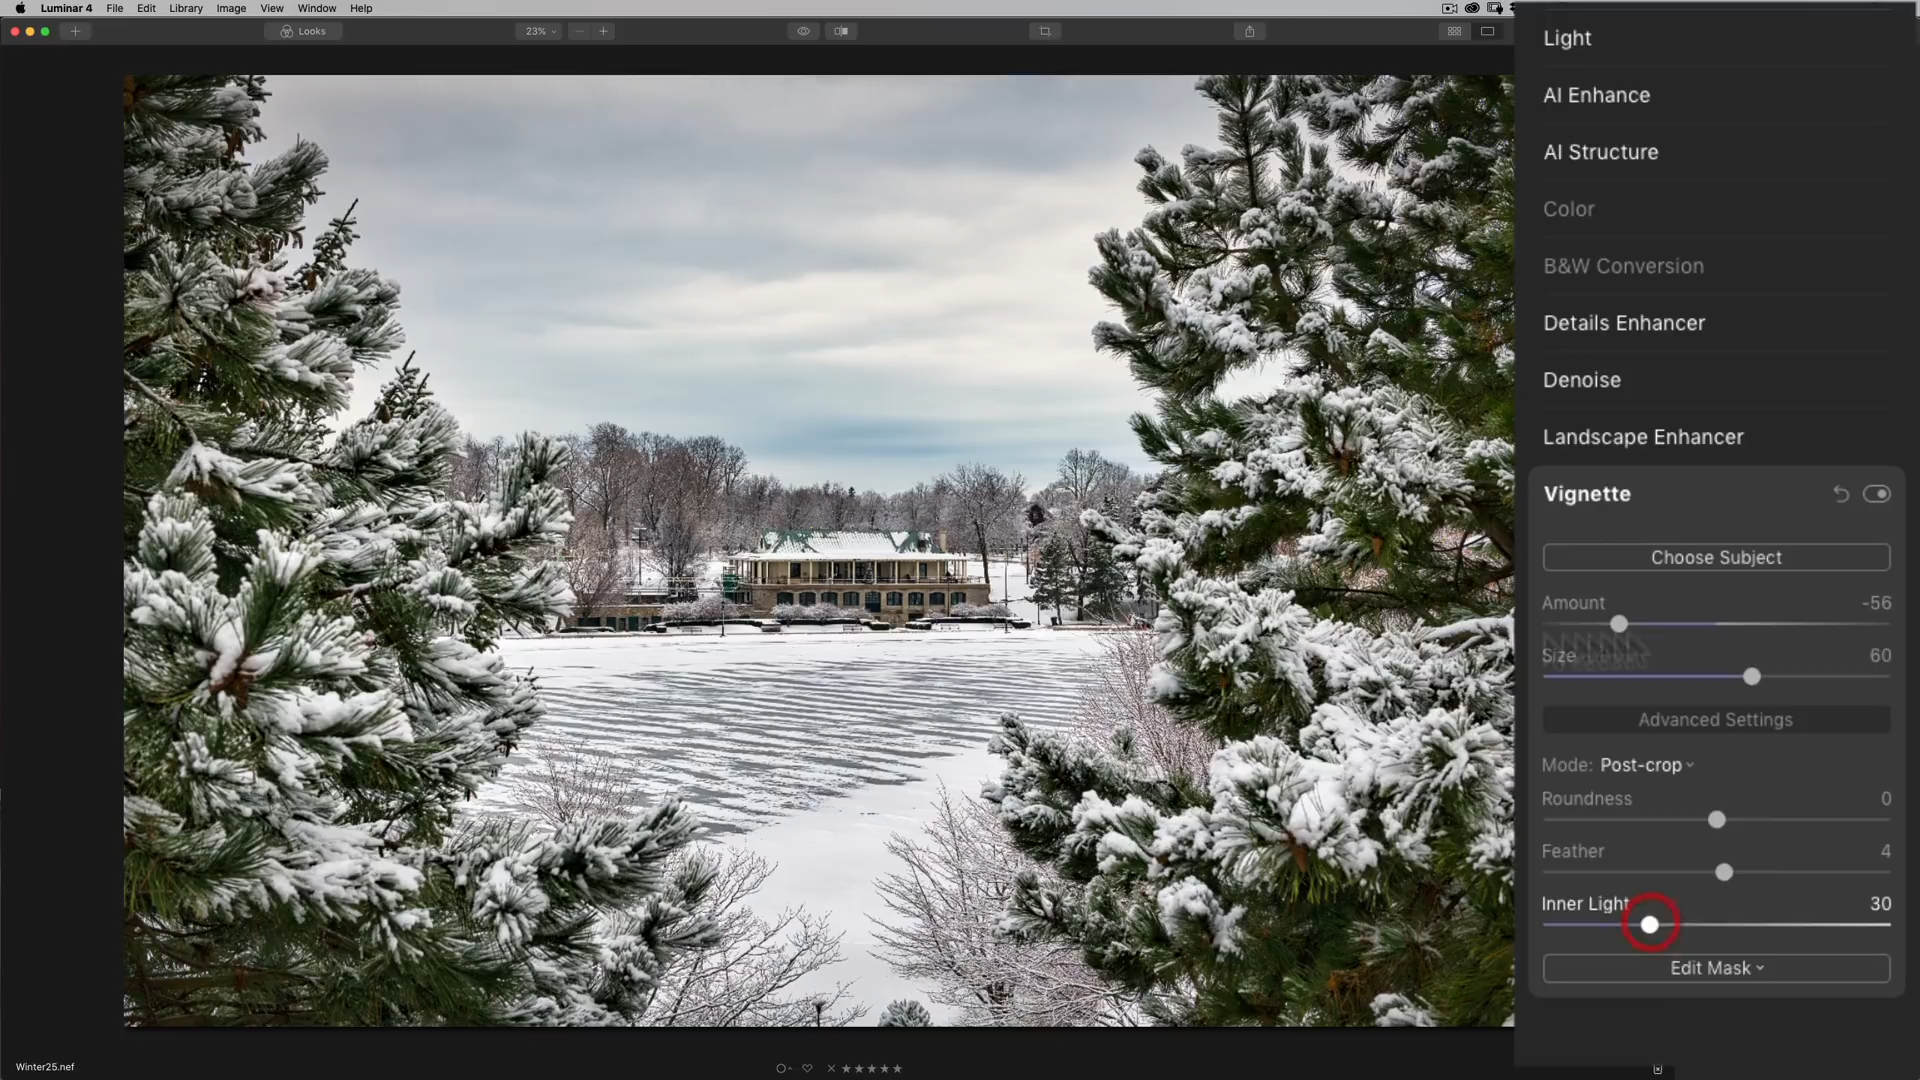 Luminar 4 File Edit Library Image View Window Help
Looks 23%
Light
AI Enhance
AI Structure
Color
B&W Conversion
Details Enhancer
Denoise
Landscape Enhancer
Vignette
Choose Subject
Amount -56
Size 60
Advanced Settings
Mode: Post-crop
Roundness 0
Feather 4
Inner Light 30
Edit Mask
Winter25.nef